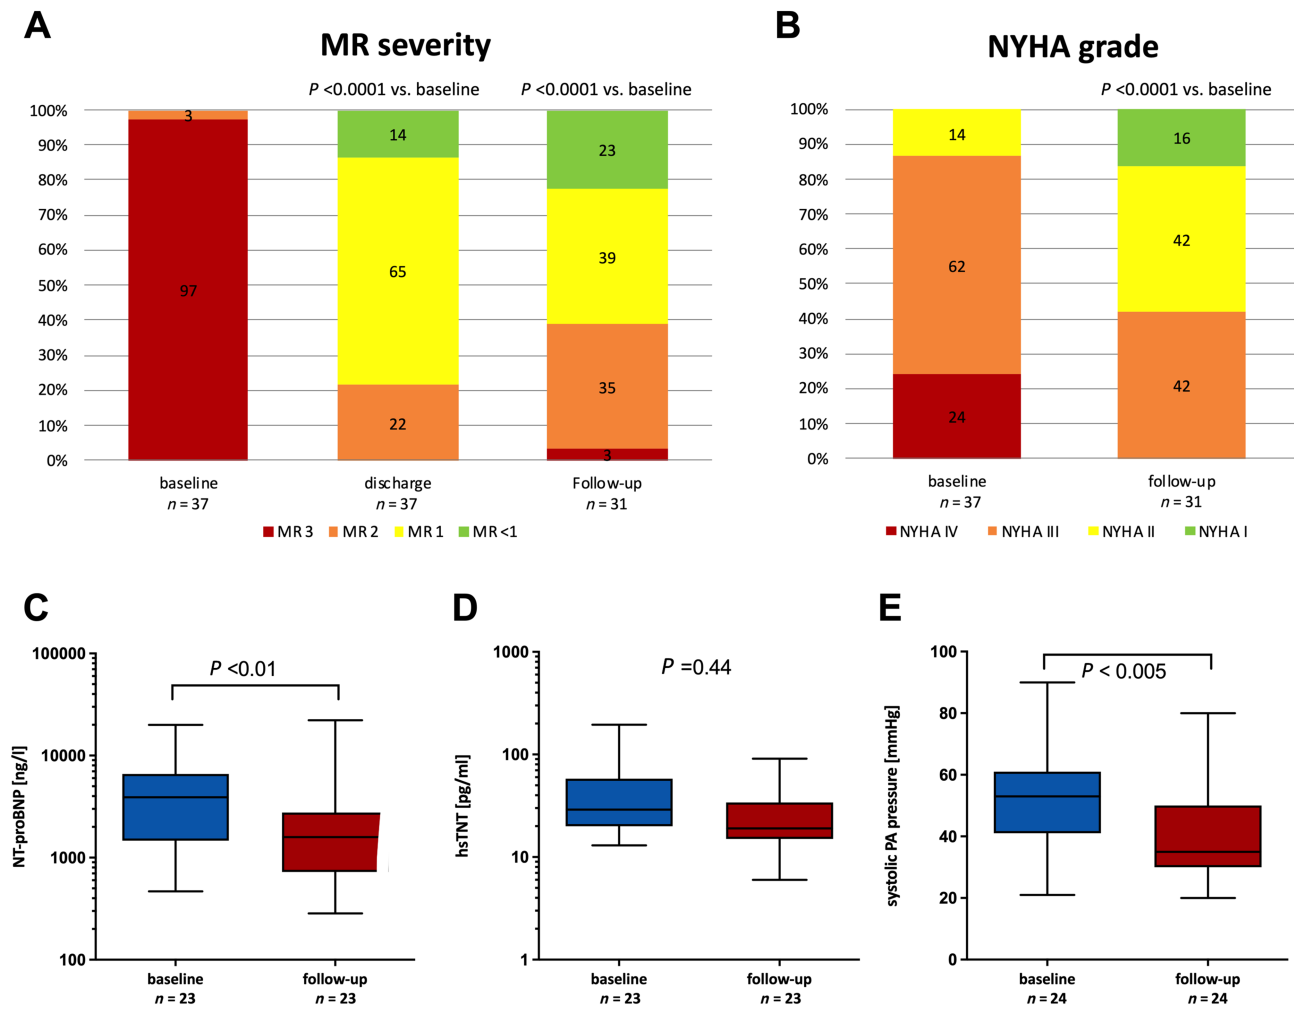 A
MR severity
P <0.0001 vs. baseline
P <0.0001 vs. baseline
100%
90%
80%
70%
60%
50%
40%
30%
20%
10%
0%
3
97
14
65
22
23
39
35
3
baseline
n = 37
discharge
n = 37
Follow-up
n = 31
MR 3
MR 2
MR 1
MR <1
B
NYHA grade
P <0.0001 vs. baseline
100%
90%
80%
70%
60%
50%
40%
30%
20%
10%
0%
14
62
24
16
42
42
baseline
n = 37
follow-up
n = 31
NYHA IV
NYHA III
NYHA II
NYHA I
C
NT-proBNP [ng/l]
100000
10000
1000
100
P <0.01
baseline
n = 23
follow-up
n = 23
D
hsTNT [pg/ml]
1000
100
10
1
P =0.44
baseline
n = 23
follow-up
n = 23
E
systolic PA pressure [mmHg]
100
80
60
40
20
0
P < 0.005
baseline
n = 24
follow-up
n = 24